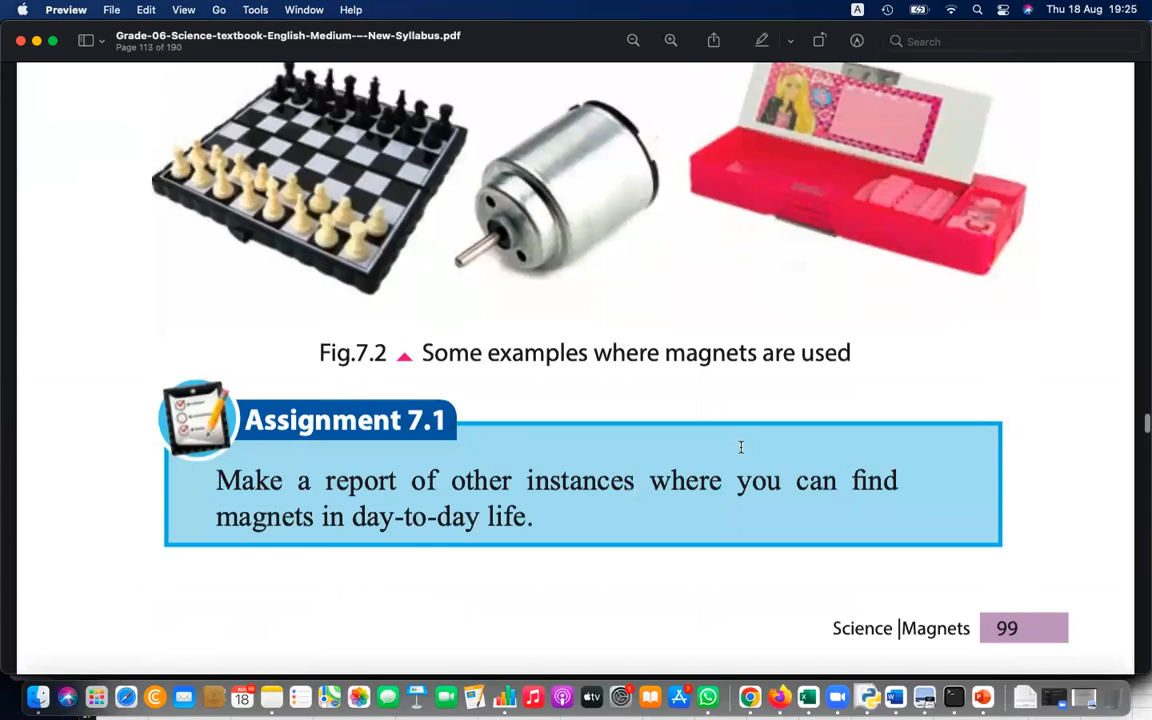 Preview File Edit View Go Tools Window Help A Thu 18 Aug 19:25
Grade-06-Science-textbook-English-Medium-–-New-Syllabus.pdf
Page 113 of 190
Search
Fig.7.2 Some examples where magnets are used
Assignment 7.1
Make a report of other instances where you can find
magnets in day-to-day life.
Science |Magnets 99